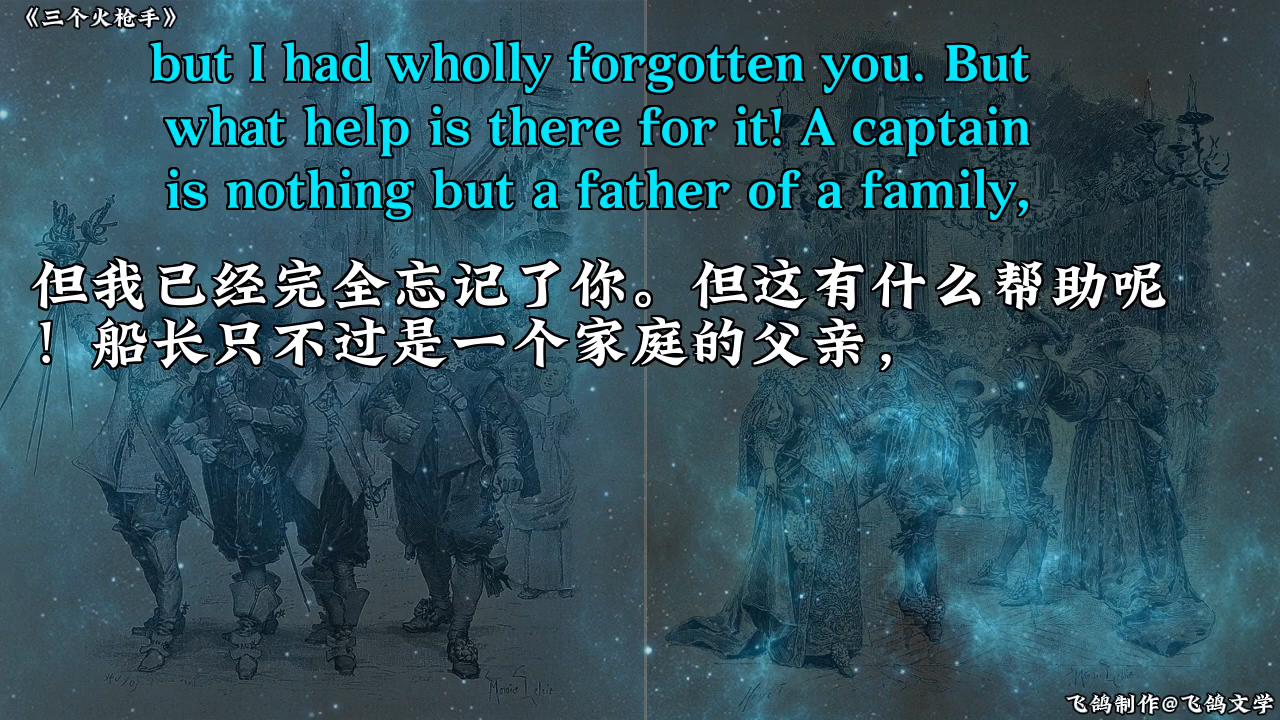 《三个火枪手》
but I had wholly forgotten you. But
what help is there for it! A captain
is nothing but a father of a family,
但我已经完全忘记了你。但这有什么帮助呢
！船长只不过是一个家庭的父亲，
飞鸽制作@飞鸽文学